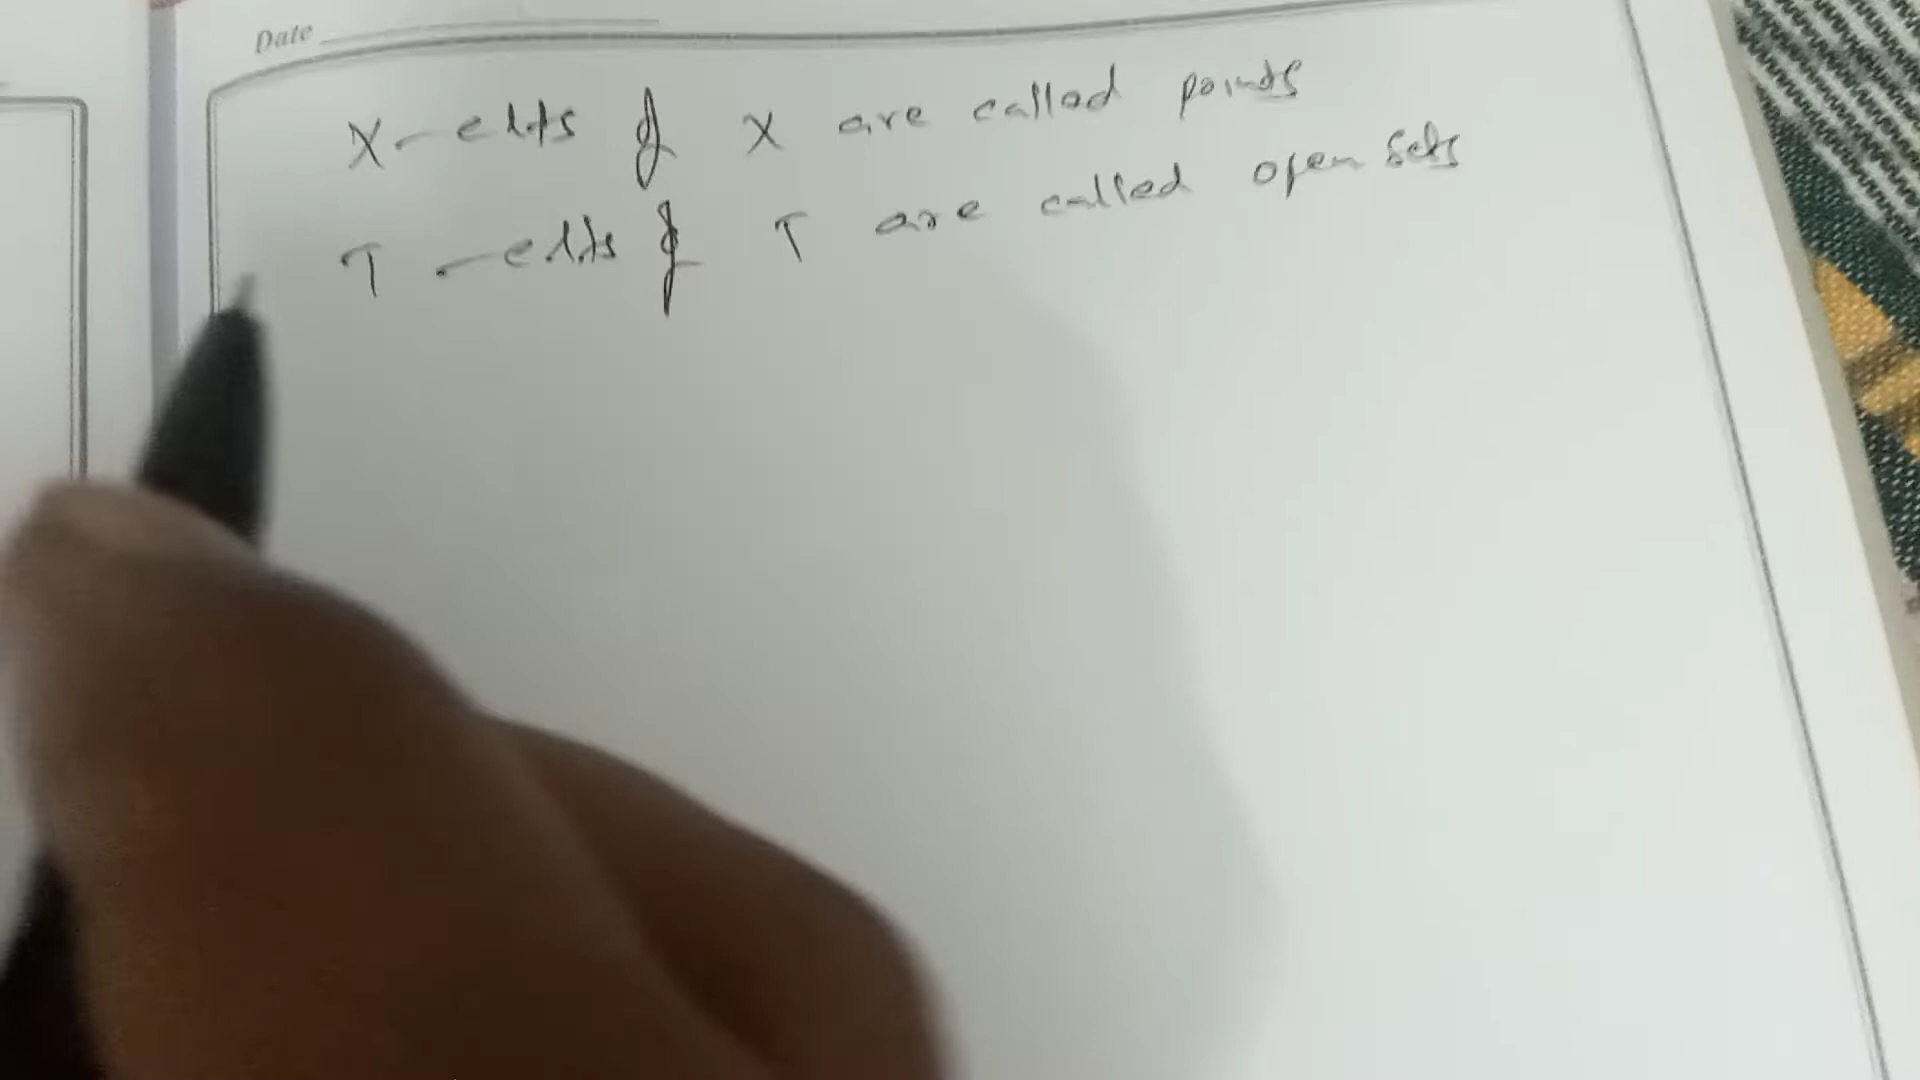 Date
X - elts of X are called points
T - elts of T are called open sets